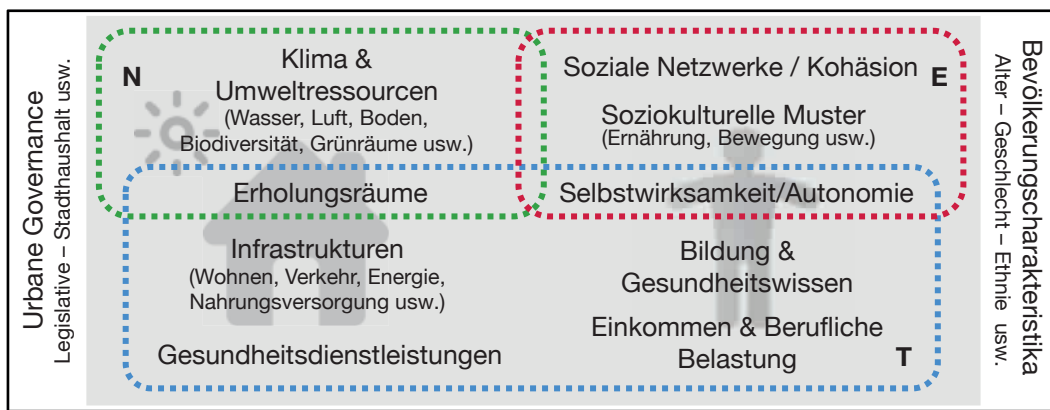 Urbane Governance
Legislative – Stadthaushalt usw.
N
Klima &
Umweltressourcen
(Wasser, Luft, Boden,
Biodiversität, Grünräume usw.)
Erholungsräume
Infrastrukturen
(Wohnen, Verkehr, Energie,
Nahrungsversorgung usw.)
Gesundheitsdienstleistungen
E
Soziale Netzwerke / Kohäsion
Soziokulturelle Muster
(Ernährung, Bewegung usw.)
Selbstwirksamkeit/Autonomie
Bildung &
Gesundheitswissen
Einkommen & Berufliche
Belastung
T
Bevölkerungscharakteristika
Alter – Geschlecht – Ethnie usw.